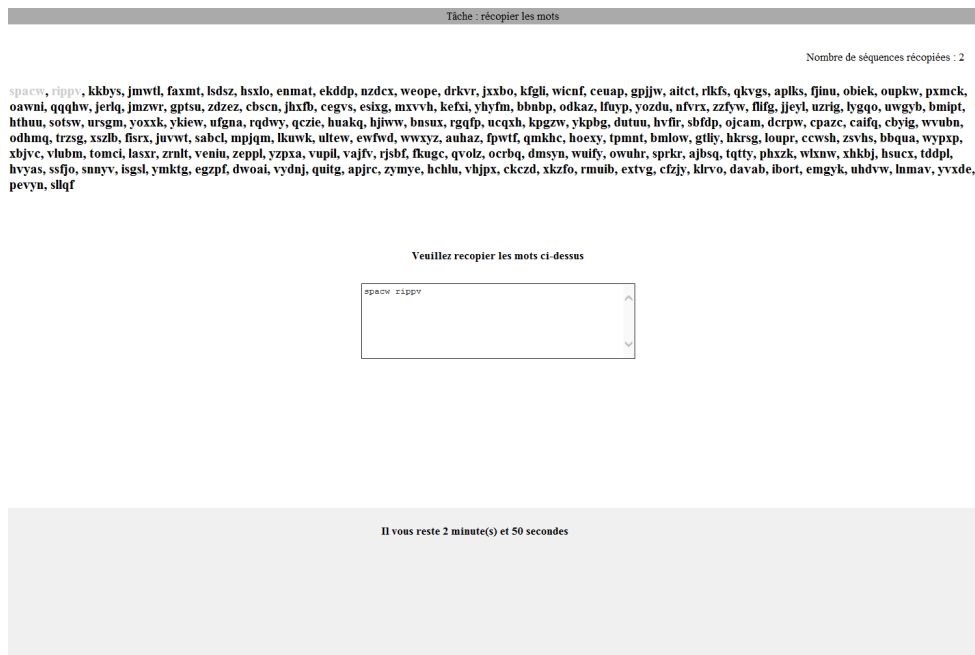 Tâche : récopier les mots
Nombre de séquences récopiées : 2
spacw, rippv, kkbys, jmwtl, faxmt, lsdsz, hsxlo, enmat, ekddp, nzdcx, weope, drkvr, jxxbo, kfgli, wicnf, ceuap, gpjjw, aitct, rlkfs, qkvgs, aplks, fjinu, obiek, oupkw, pxmck,
oawni, qqqhw, jerlq, jmzwr, gptsu, zdzez, cbscn, jhxfb, cegvs, esixg, mxvvh, kefxi, yhyfm, bbnbp, odkaz, lfuyp, yozdu, nfvrx, zzfyw, flifg, jjeyl, uzrig, lygqo, uwgyb, bmipt,
hthuu, sotsw, ursgm, yoxxk, ykiew, ufgna, rqdwy, qczie, huakq, hjiww, bnsux, rgqfp, ucqxh, kpgzw, ykpbg, dutuu, hvfir, sbfdp, ojcam, dcrpw, cpazc, caifq, cbyig, wvubn,
odhmq, trzsg, xszlb, fisrx, juvwt, sabcl, mpjqm, lkuwk, ultew, ewfwd, wwxyz, auhaz, fpwtf, qmkhc, hoexy, tpmnt, bmlow, gtliy, hkrsg, loupr, ccwsh, zsvhs, bbqua, wypxp,
xbjvc, vlubm, tomci, lasxr, zrnlt, veniu, zeppl, yzpxa, vupil, vajfv, rjsbf, fkugc, qvolz, ocrbq, dmsyn, wuify, owuhr, sprkr, ajbsq, tqtty, phxzk, wlxnw, xhkbj, hsucx, tddpl,
hvyas, ssfjo, snnyv, isgsl, ymktg, egzpf, dwoai, vydnj, quitg, apjrc, zymye, hchlu, vhjpx, ckczd, xkzfo, rmuib, extvg, cfzjy, klrvo, davab, ibort, emgyk, uhdvw, lnmav, yvxde,
pevyn, sllqf
Veuillez recopier les mots ci-dessus
spacw rippv
Il vous reste 2 minute(s) et 50 secondes